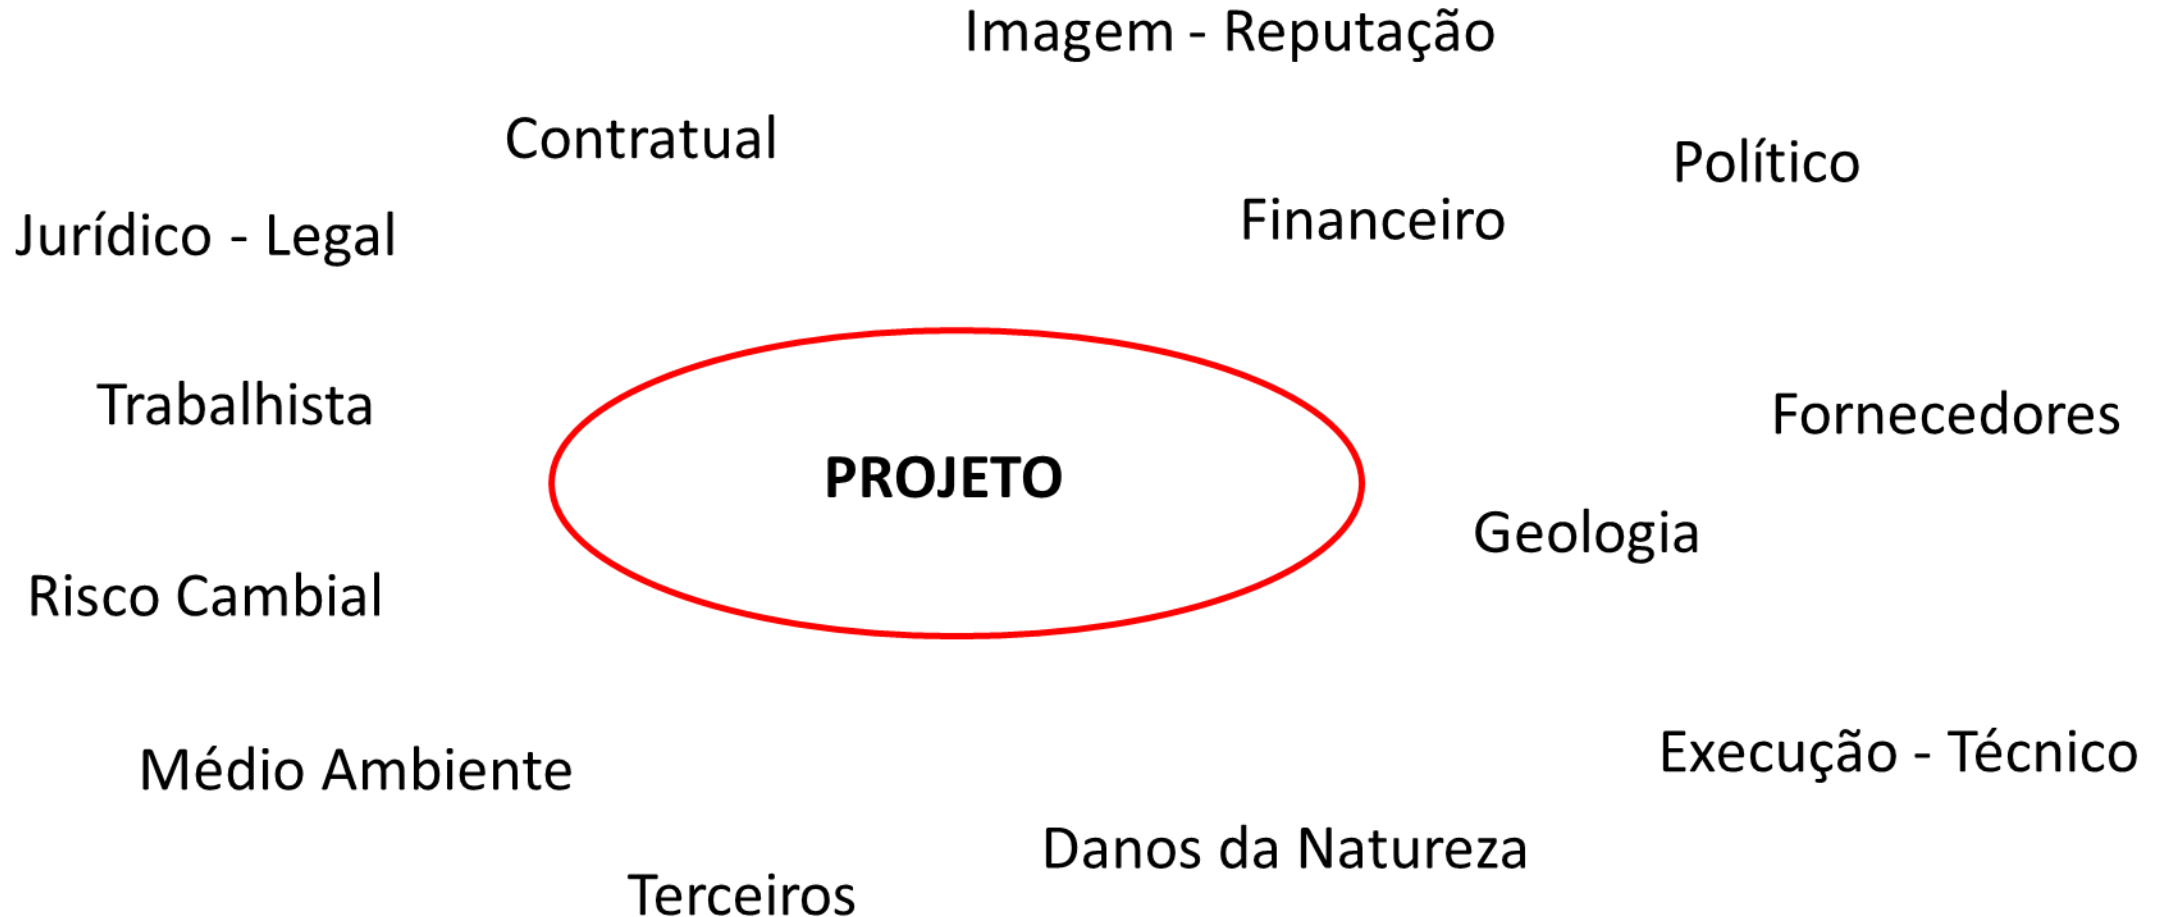 Imagem - Reputação
Contratual
Político
Financeiro
Jurídico - Legal
Trabalhista
Fornecedores
PROJETO
Geologia
Risco Cambial
Execução - Técnico
Médio Ambiente
Danos da Natureza
Terceiros